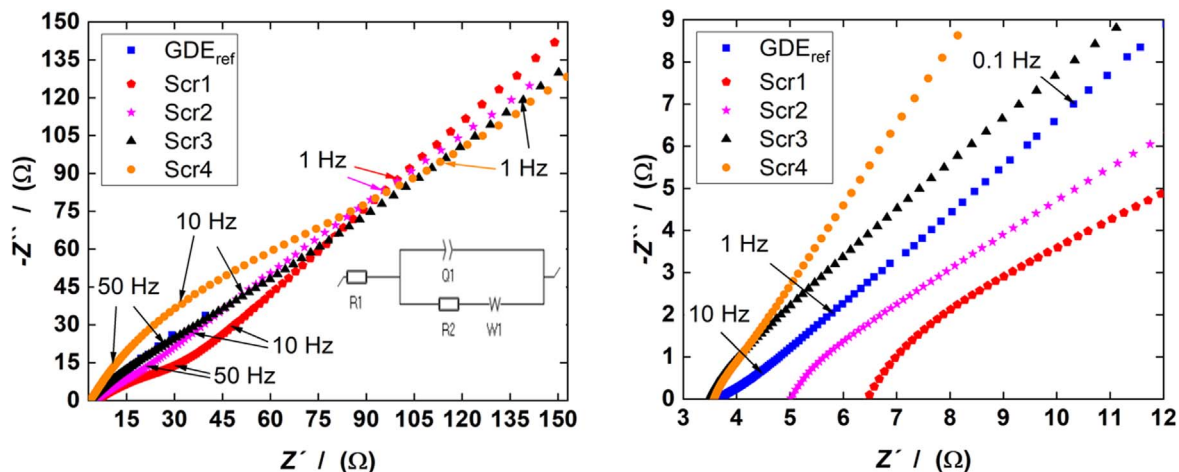 150
135
120
105
90
75
60
45
30
15
0
-Z`` / (Ω)
GDEref
Scr1
Scr2
Scr3
Scr4
1 Hz
1 Hz
10 Hz
50 Hz
10 Hz
50 Hz
R1
Q1
R2
W
W1
15 30 45 60 75 90 105 120 135 150
Z´ / (Ω)
-9
-8
-7
-6
-5
-4
-3
-2
-1
0
-Z`` / (Ω)
GDEref
Scr1
Scr2
Scr3
Scr4
0.1 Hz
1 Hz
10 Hz
3 4 5 6 7 8 9 10 11 12
Z´ / (Ω)